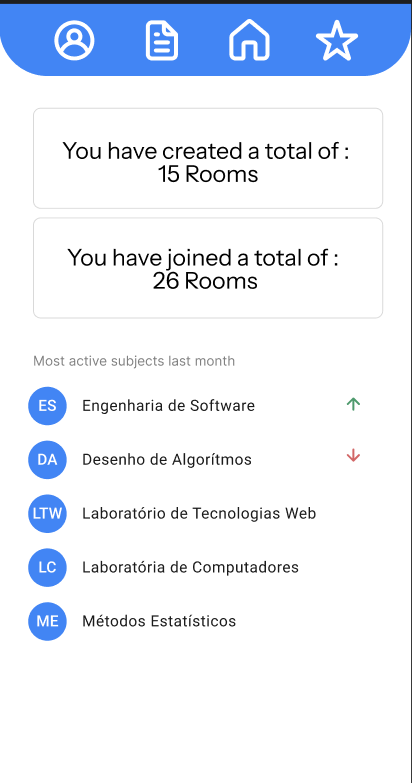 You have created a total of :
15 Rooms
You have joined a total of :
26 Rooms
Most active subjects last month
ES Engenharia de Software
DA Desenho de Algorítmos
LTW Laboratório de Tecnologias Web
LC Laboratória de Computadores
ME Métodos Estatísticos